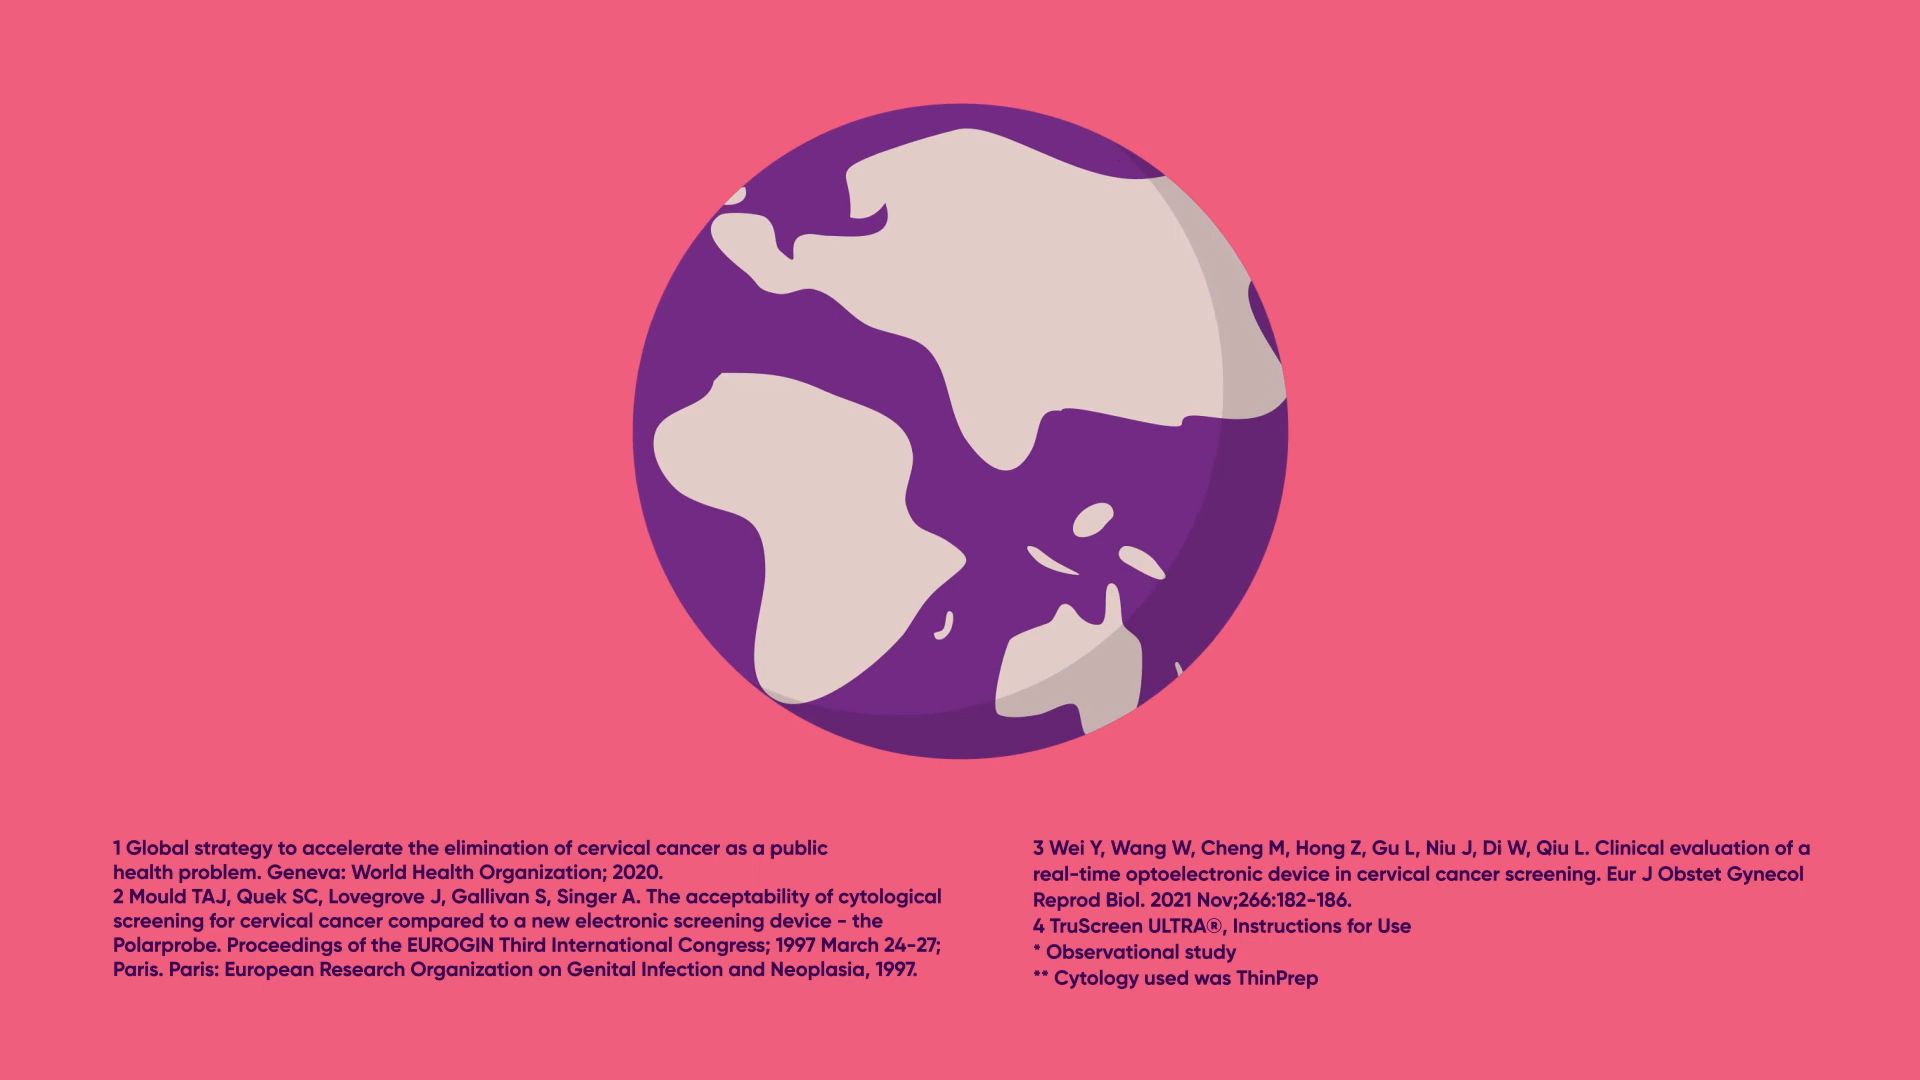 1 Global strategy to accelerate the elimination of cervical cancer as a public
health problem. Geneva: World Health Organization; 2020.
2 Mould TAJ, Quek SC, Lovegrove J, Gallivan S, Singer A. The acceptability of cytological
screening for cervical cancer compared to a new electronic screening device - the
Polarprobe. Proceedings of the EUROGIN Third International Congress; 1997 March 24-27;
Paris. Paris: European Research Organization on Genital Infection and Neoplasia, 1997.
3 Wei Y, Wang W, Cheng M, Hong Z, Gu L, Niu J, Di W, Qiu L. Clinical evaluation of a
real-time optoelectronic device in cervical cancer screening. Eur J Obstet Gynecol
Reprod Biol. 2021 Nov;266:182-186.
4 TruScreen ULTRA®, Instructions for Use
* Observational study
** Cytology used was ThinPrep